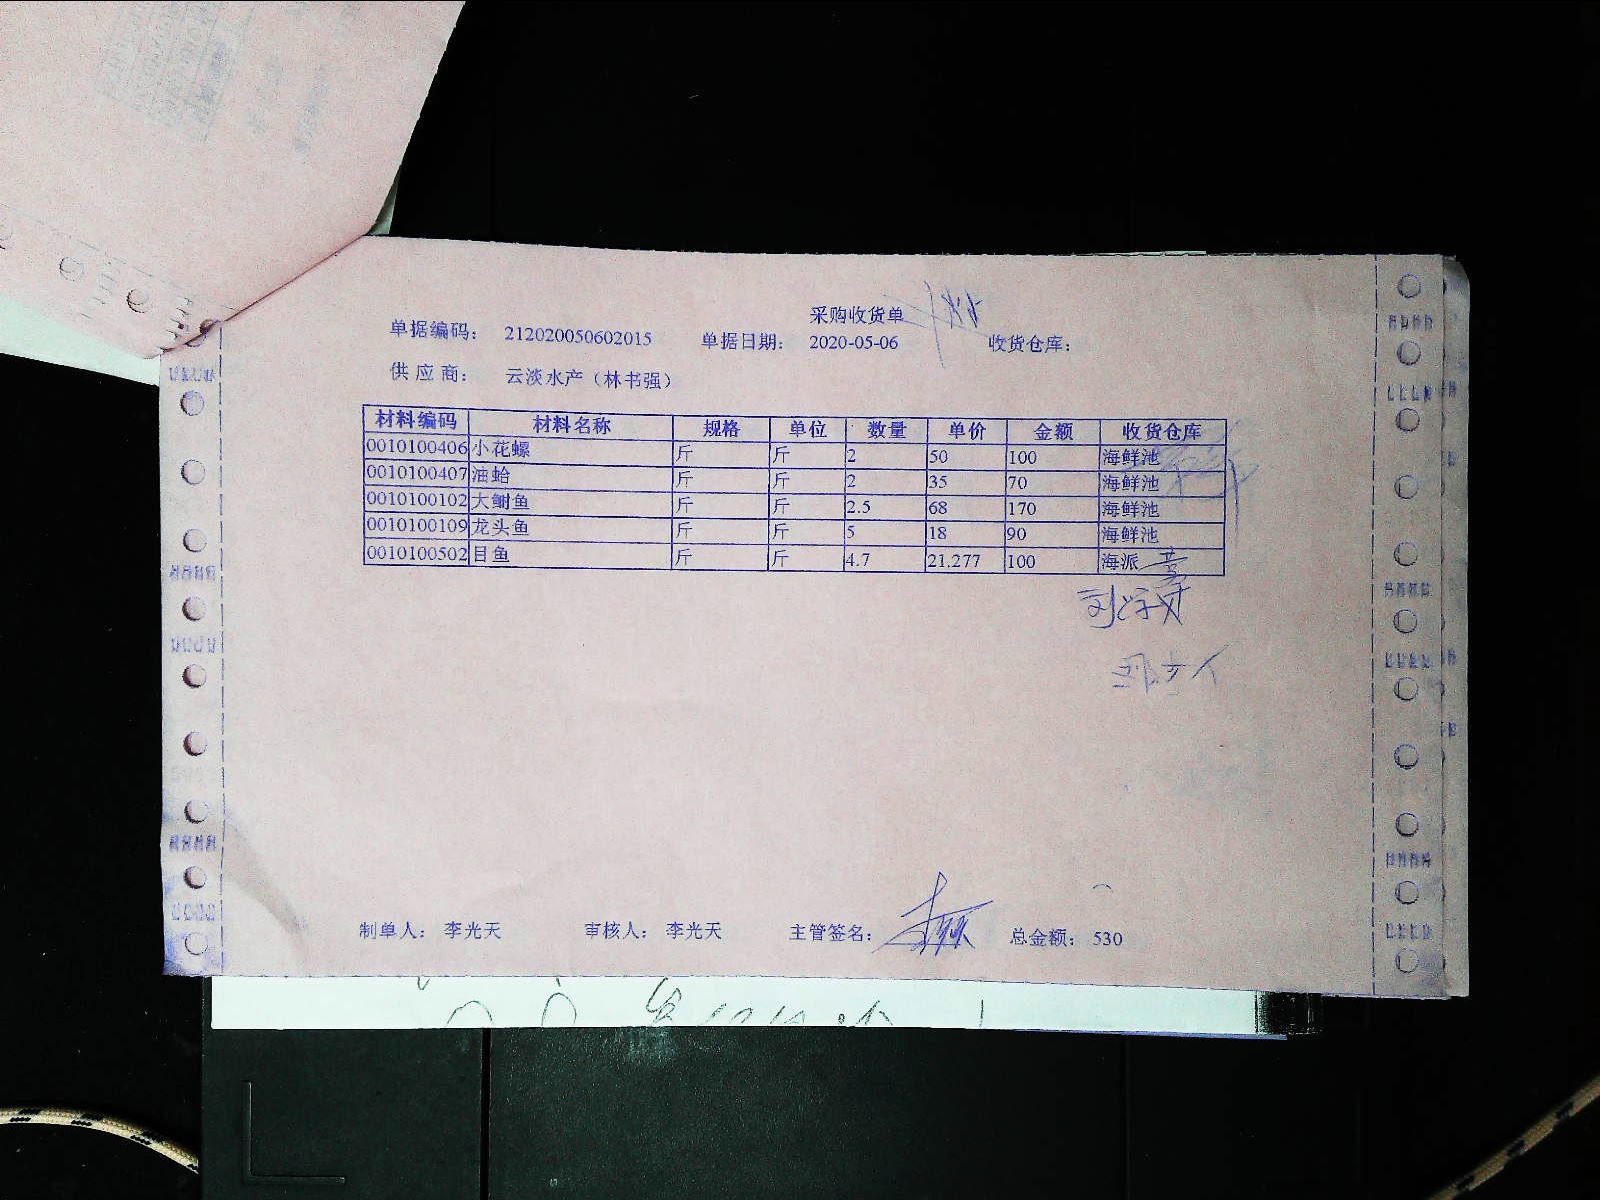 采购收货单
单据编码： 212020050602015 单据日期： 2020-05-06 收货仓库：
供 应 商： 云淡水产（林书强）
材料编码 材料名称 规格 单位 数量 单价 金额 收货仓库
0010100406 小花螺 斤 斤 2 50 100 海鲜池
0010100407 油蛤 斤 斤 2 35 70 海鲜池
0010100102 大鲥鱼 斤 斤 2.5 68 170 海鲜池
0010100109 龙头鱼 斤 斤 5 18 90 海鲜池
0010100502 目鱼 斤 斤 4.7 21.277 100 海派
制单人： 李光天 审核人： 李光天 主管签名： 总金额： 530